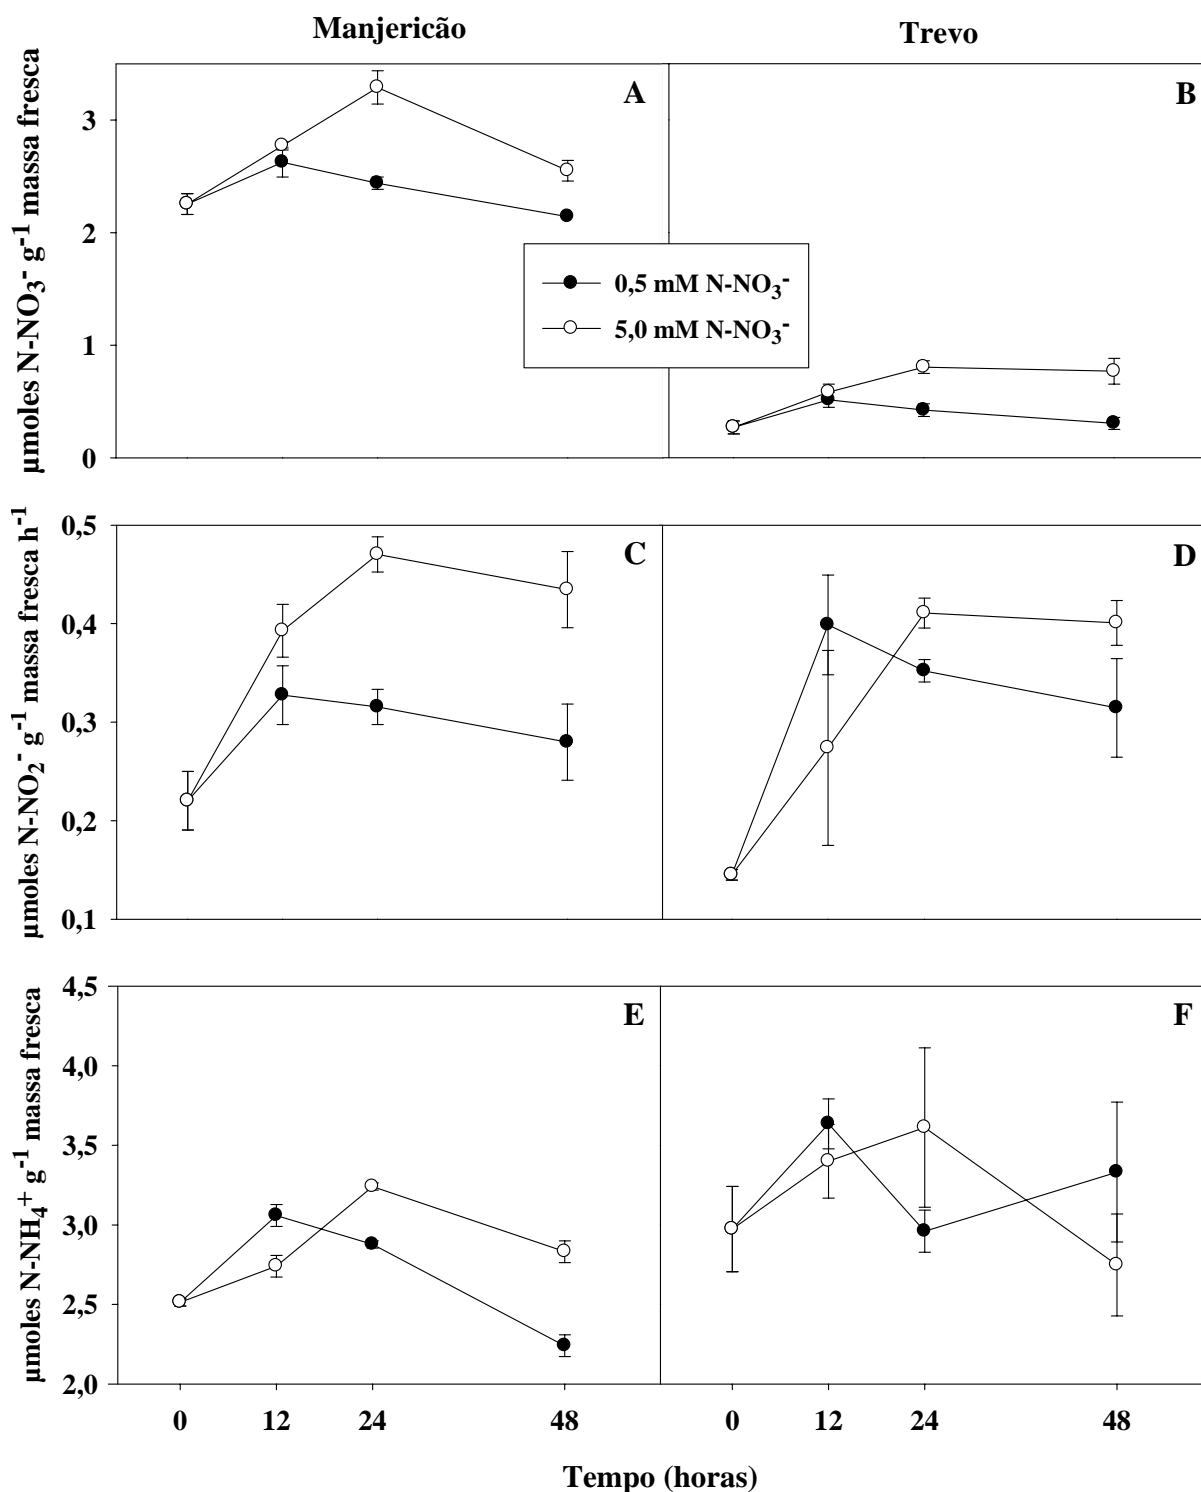 Manjericão
Trevo
µmoles N-NO3- g-1 massa fresca
3
2
1
0
A
B
0,5 mM N-NO3-
5,0 mM N-NO3-
µmoles N-NO2- g-1 massa fresca h-1
0,5
0,4
0,3
0,2
0,1
C
D
µmoles N-NH4+ g-1 massa fresca
4,5
4,0
3,5
3,0
2,5
2,0
E
F
0 12 24 48
0 12 24 48
Tempo (horas)